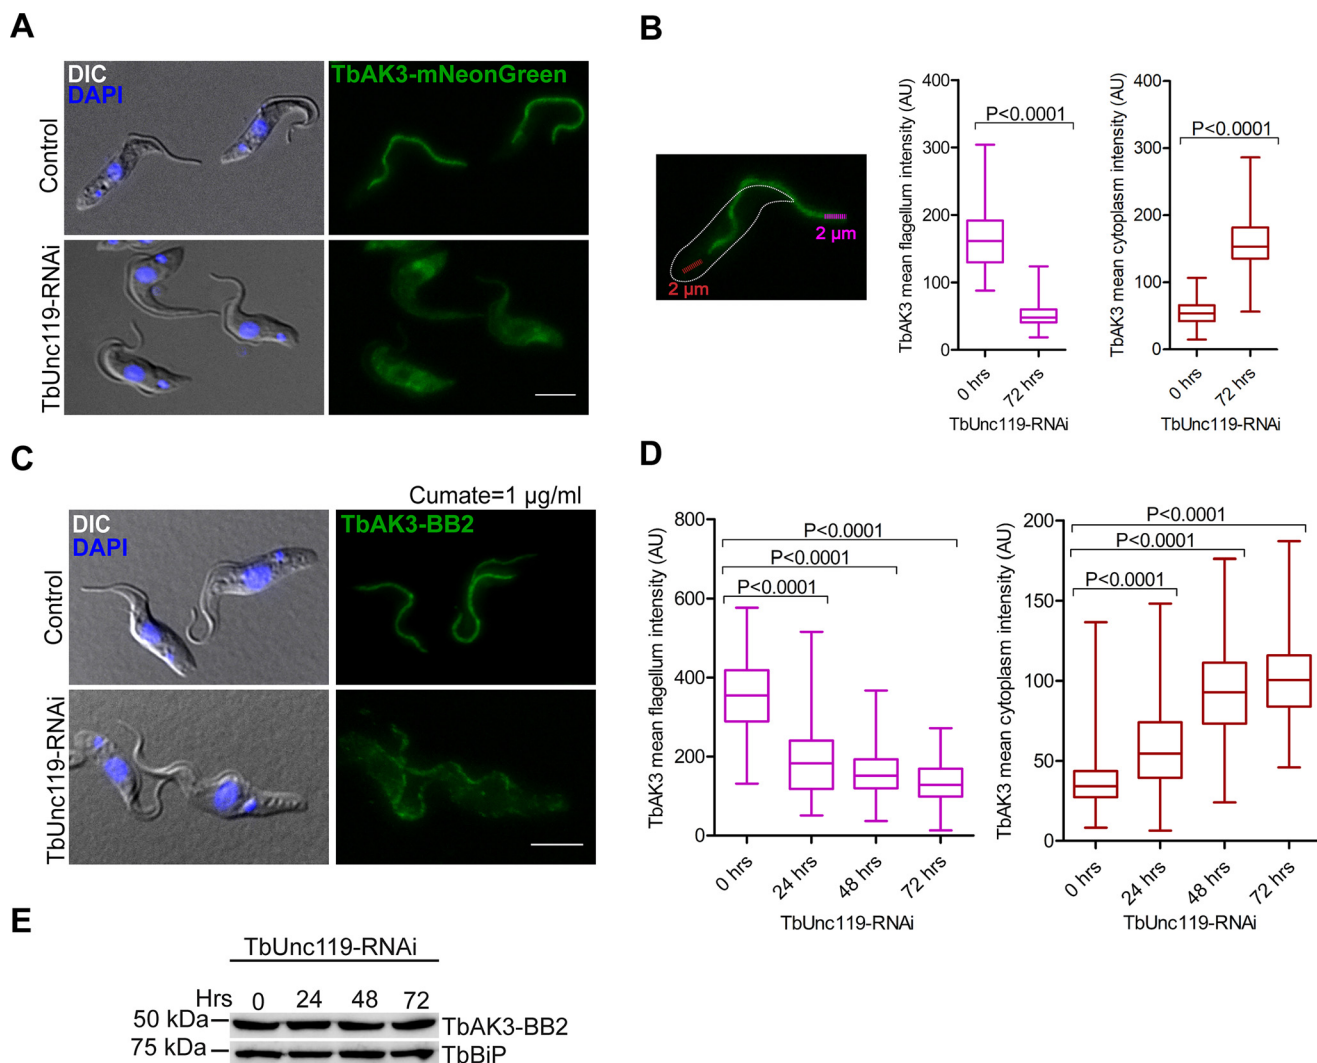 A
DIC
DAPI
TbAK3-mNeonGreen
Control
TbUnc119-RNAi
B
2 µm
2 µm
TbAK3 mean flagellum intensity (AU)
400
300
200
100
0
P<0.0001
0 hrs
72 hrs
TbUnc119-RNAi
TbAK3 mean cytoplasm intensity (AU)
400
300
200
100
0
P<0.0001
0 hrs
72 hrs
TbUnc119-RNAi
C
Cumate=1 µg/ml
DIC
DAPI
TbAK3-BB2
Control
TbUnc119-RNAi
D
TbAK3 mean flagellum intensity (AU)
800
600
400
200
0
P<0.0001
P<0.0001
P<0.0001
0 hrs
24 hrs
48 hrs
72 hrs
TbUnc119-RNAi
TbAK3 mean cytoplasm intensity (AU)
200
150
100
50
0
P<0.0001
P<0.0001
P<0.0001
0 hrs
24 hrs
48 hrs
72 hrs
TbUnc119-RNAi
E
TbUnc119-RNAi
Hrs 0 24 48 72
50 kDa TbAK3-BB2
75 kDa TbBiP